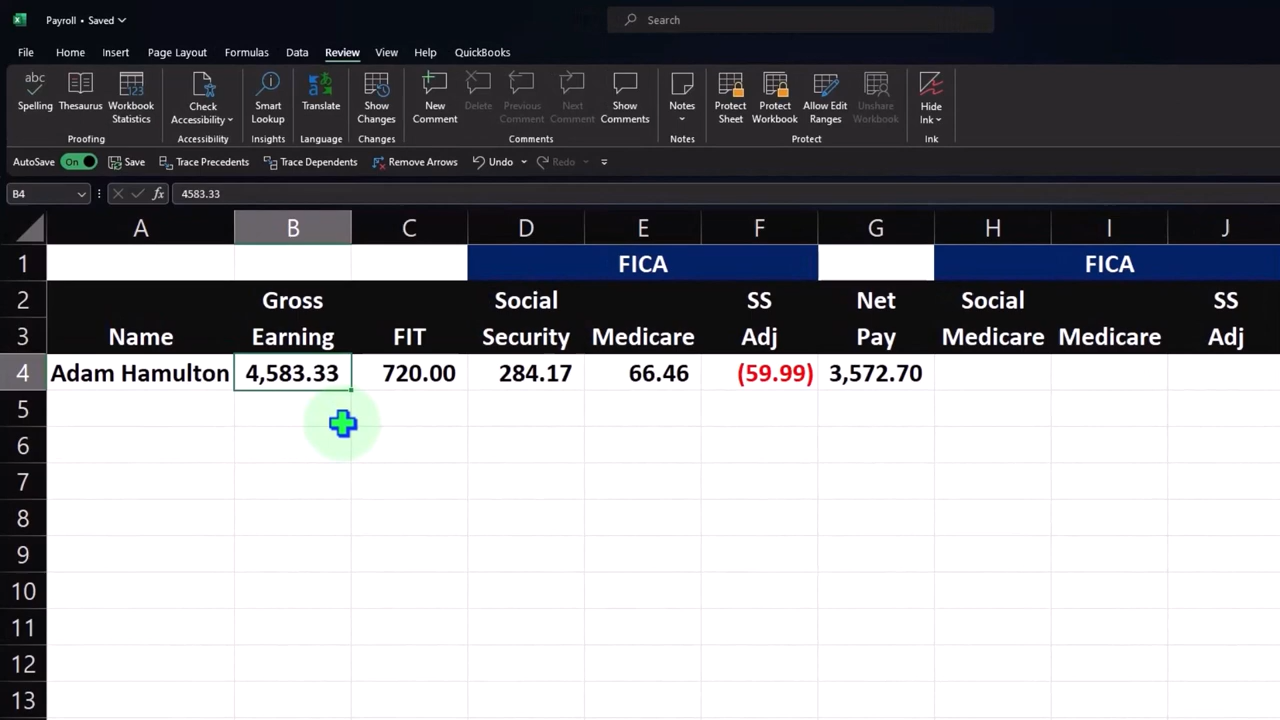 Payroll • Saved
Search
File Home Insert Page Layout Formulas Data Review View Help QuickBooks
abc
Spelling Thesaurus Workbook Statistics Check Accessibility Smart Lookup Translate Show Changes New Comment Delete Previous Comment Next Comment Show Comments Notes Protect Sheet Protect Workbook Allow Edit Ranges Unshare Workbook Hide Ink
Proofing Accessibility Insights Language Changes Comments Notes Protect Ink
AutoSave On Save Trace Precedents Trace Dependents Remove Arrows Undo Redo
B4 fx 4583.33
A B C D E F G H I J
1 FICA FICA
2 Gross Social SS Net Social SS
3 Name Earning FIT Security Medicare Adj Pay Medicare Medicare Adj
4 Adam Hamulton 4,583.33 720.00 284.17 66.46 (59.99) 3,572.70
5
6
7
8
9
10
11
12
13